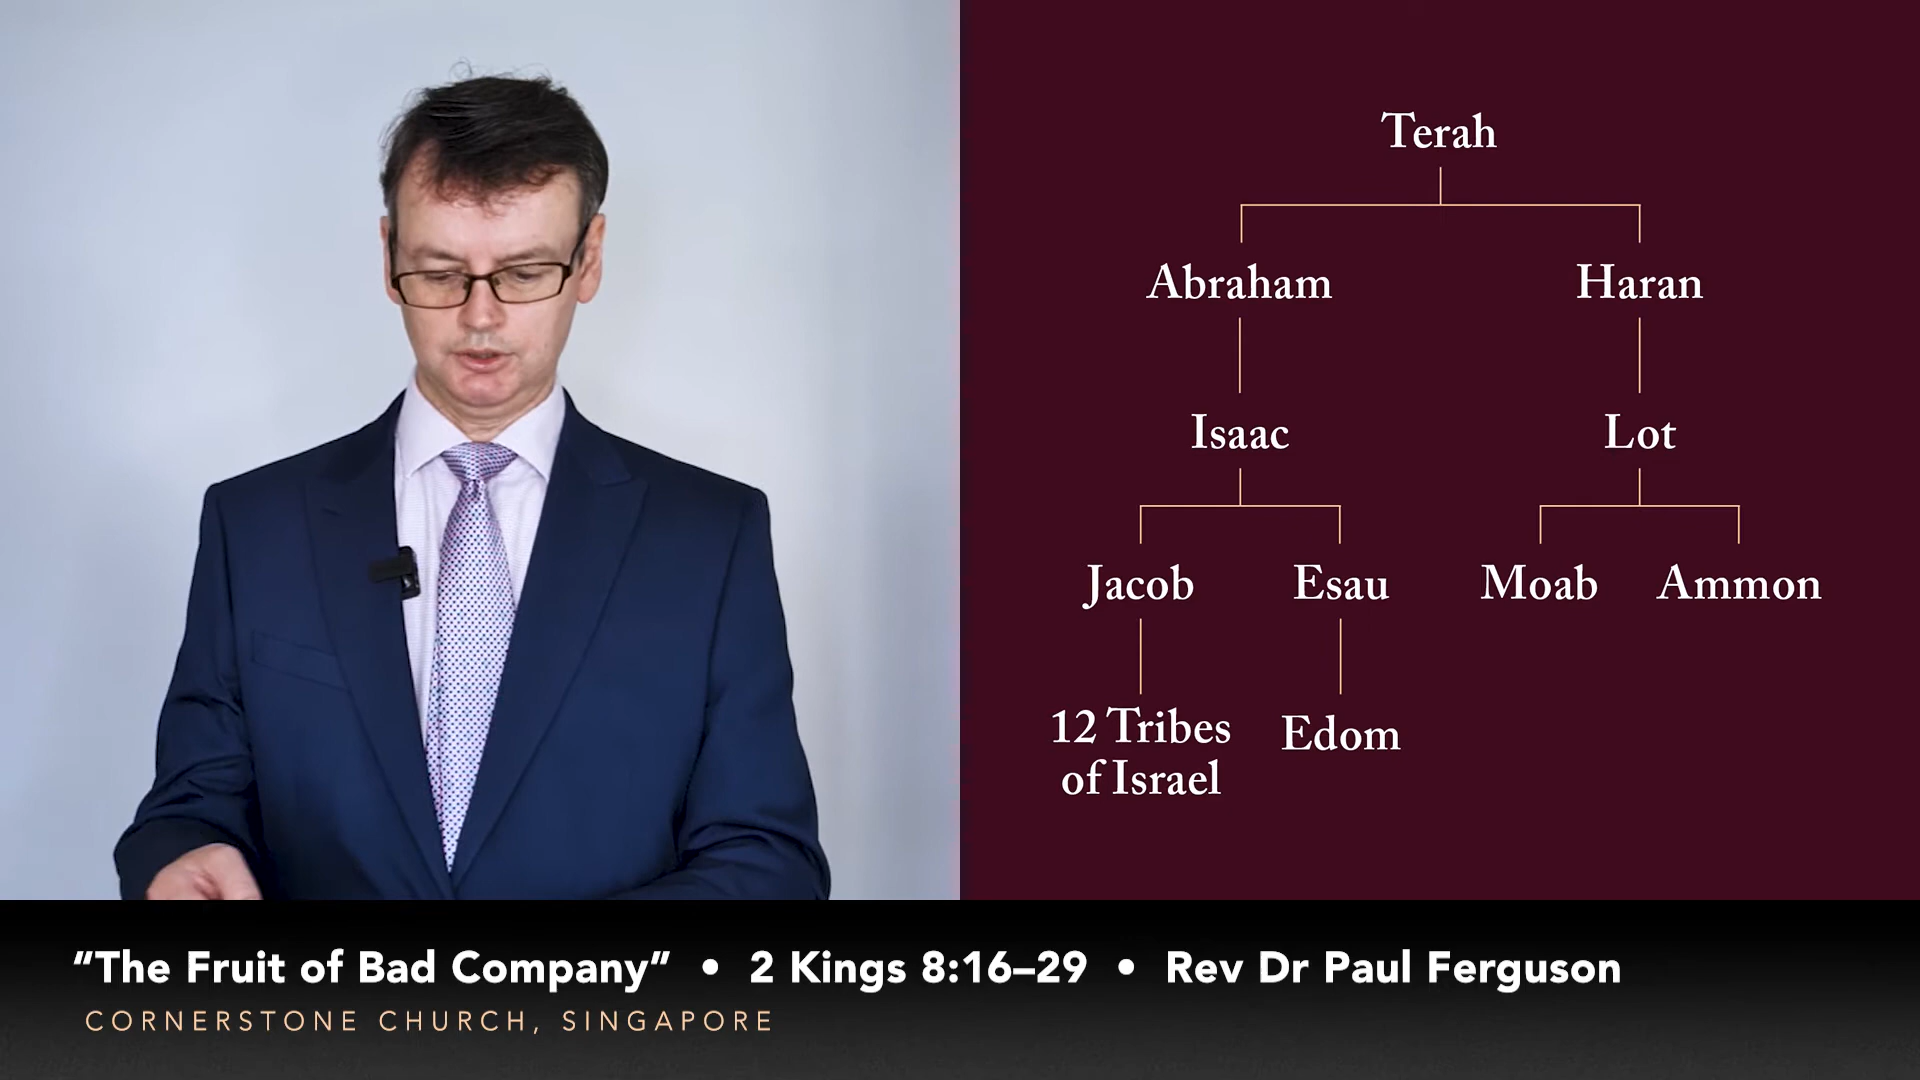 Terah
Abraham Haran
Isaac Lot
Jacob Esau Moab Ammon
12 Tribes
of Israel
Edom
"The Fruit of Bad Company" • 2 Kings 8:16–29 • Rev Dr Paul Ferguson
CORNERSTONE CHURCH, SINGAPORE